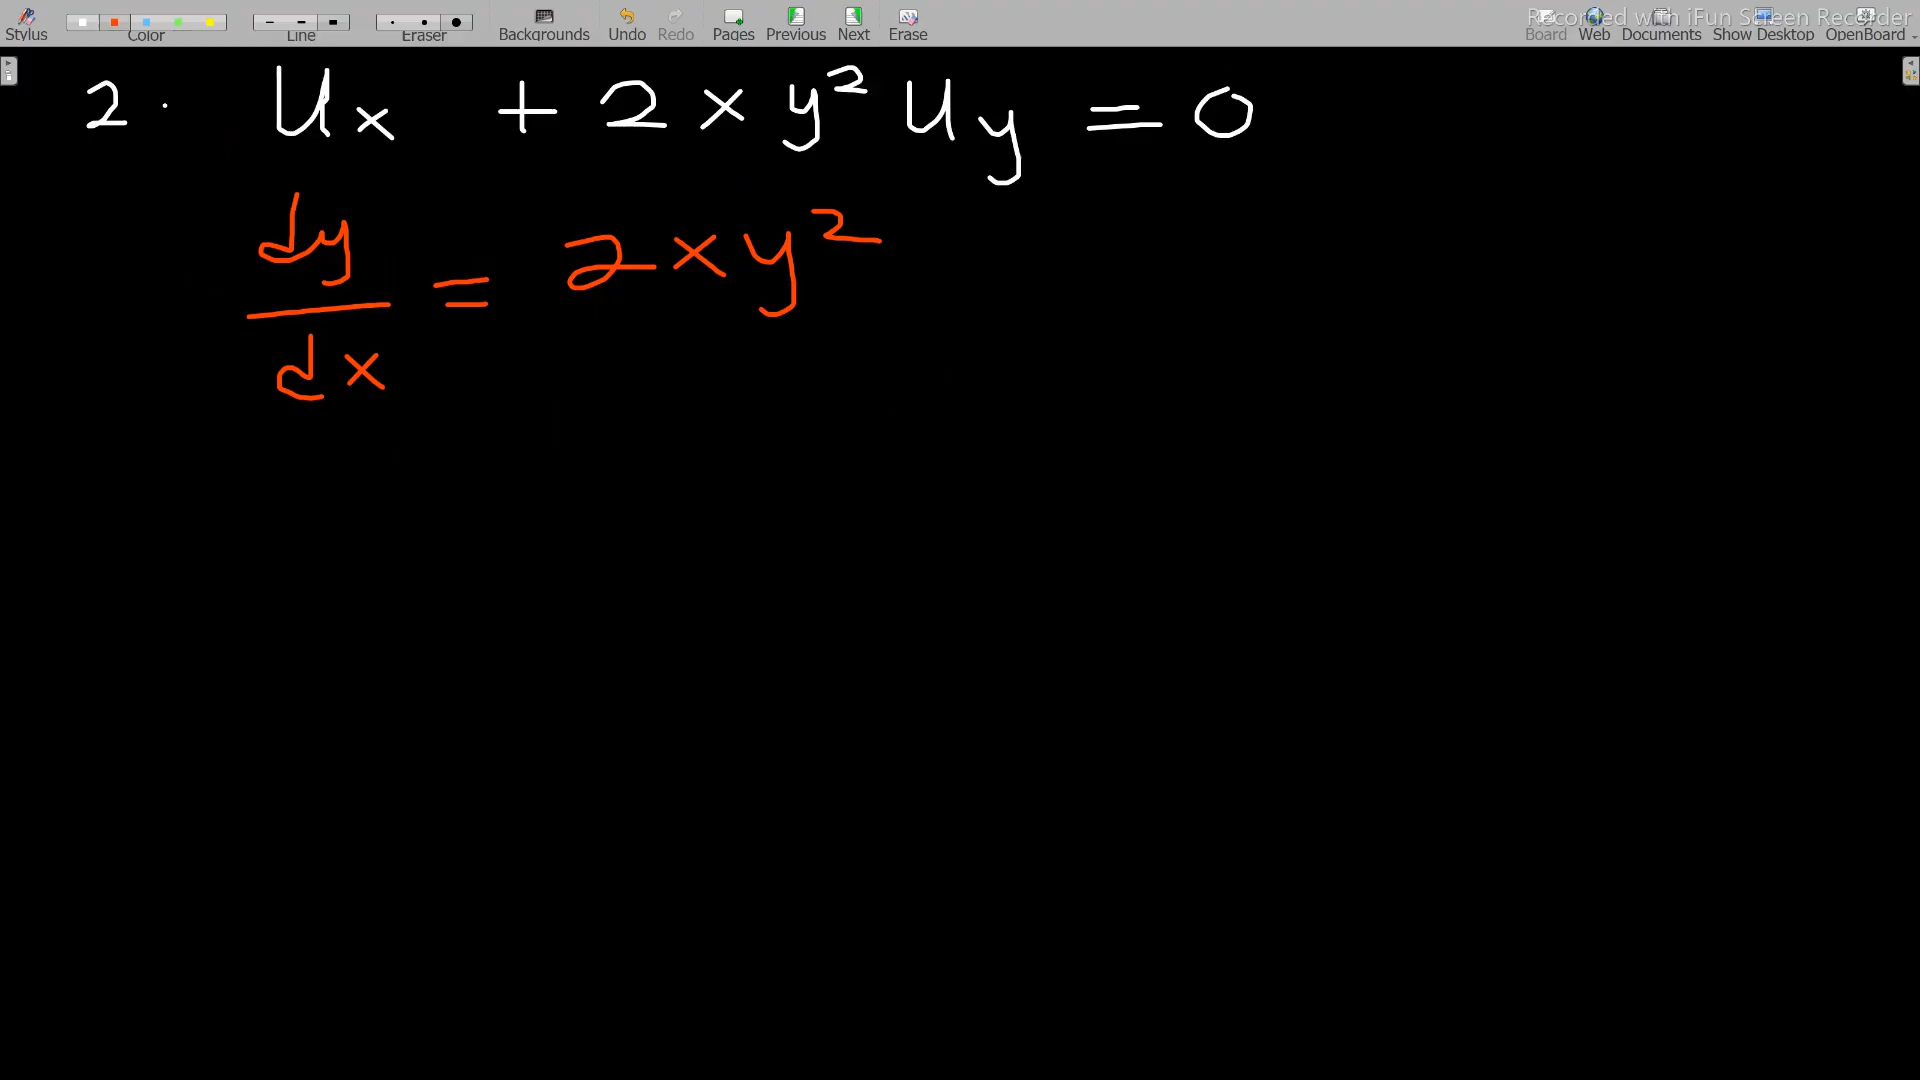 Recorded with iFun Screen Recorder
Stylus Color Line Eraser Backgrounds Undo Redo Pages Previous Next Erase Board Web Documents Show Desktop OpenBoard
2. Ux + 2xy² Uy = 0
dy/dx = 2xy²